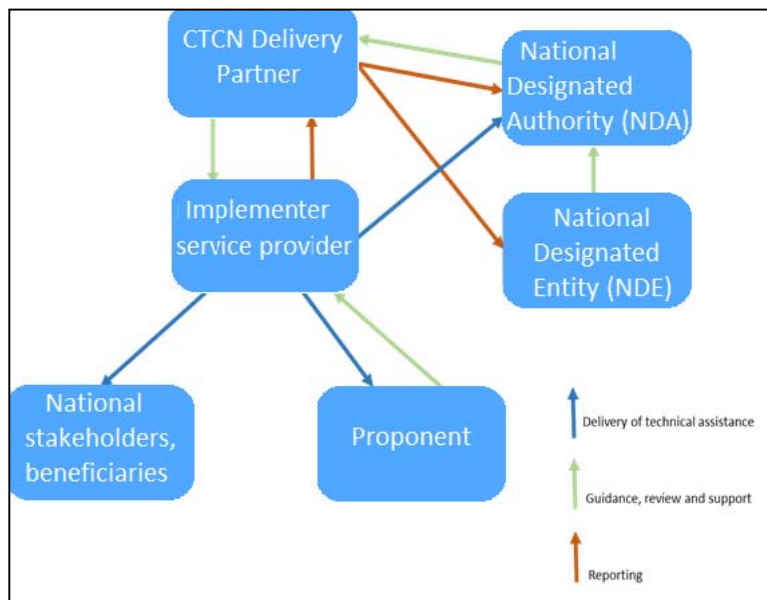 CTCN Delivery
Partner
National
Designated
Authority (NDA)
Implementer
service provider
National
Designated
Entity (NDE)
National
stakeholders,
beneficiaries
Proponent
Delivery of technical assistance
Guidance, review and support
Reporting